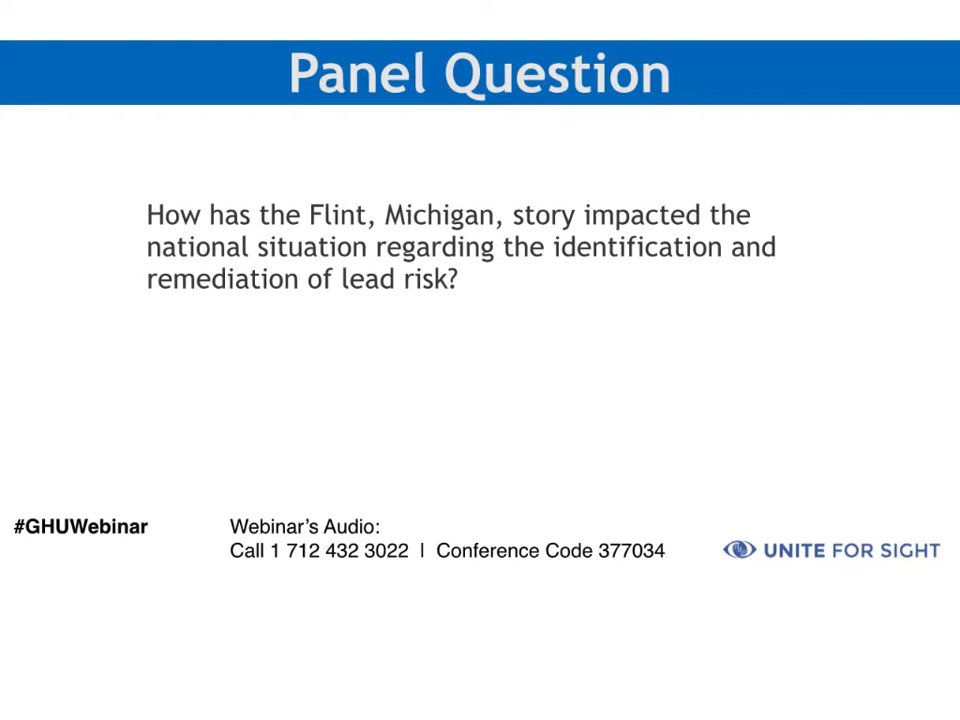 Panel Question
How has the Flint, Michigan, story impacted the
national situation regarding the identification and
remediation of lead risk?
#GHUWebinar
Webinar's Audio:
Call 1 712 432 3022 | Conference Code 377034
UNITE FOR SIGHT